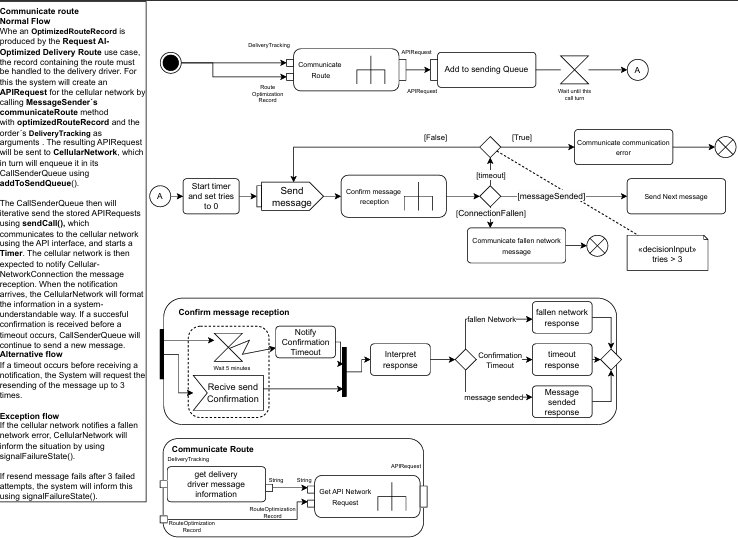 Communicate route
Normal Flow
Whe an OptimizedRouteRecord is
produced by the Request AI-
Optimized Delivery Route use case,
the record containing the route must
be handed to the delivery driver. For
this the system will create an
APIRequest for the cellular network by
calling MessageSender´s
communicateRoute method
with optimizedRouteRecord and the
order´s DeliveryTracking as
arguments . The resulting APIRequest
will be sent to CellularNetwork, which
in turn will enqueue it in its
CallSenderQueue using
addToSendQueue().
The CallSenderQueue then will
iterative send the stored APIRequests
using sendCall(), which
communicates to the cellular network
using the API interface, and starts a
Timer. The cellular network is then
expected to notify Cellular-
NetworkConnection the message
reception. When the notification
arrives, the CellularNetwork will format
the information in a system-
understandable way. If a succesful
confirmation is received before a
timeout occurs, CallSenderQueue will
continue to send a new message.
Alternative flow
If a timeout occurs before receiving a
notification, the System will request the
resending of the message up to 3
times.
Exception flow
If the cellular network notifies a fallen
network error, CellularNetwork will
inform the situation by using
signalFailureState().
If resend message fails after 3 failed
attempts, the system will inform this
using signalFailureState().
DeliveryTracking
Communicate
Route
Route
Optimization
Record
APIRequest
APIRequest
Add to sending Queue
Wait until this
cell turn
A
A
Start timer
and set tries
to 0
Send
message
Confirm message
reception
[False]
[True]
[timeout]
[messageSended]
[ConnectionFallen]
Communicate communication
error
Send Next message
Communicate fallen network
message
«decisionInput»
tries > 3
Confirm message reception
Wait 5 minutes
Notify
Confirmation
Timeout
Recive send
Confirmation
Interpret
response
fallen Network
Confirmation
Timeout
message sended
fallen network
response
timeout
response
Message
sended
response
Communicate Route
DeliveryTracking
get delivery
driver message
information
String
String
APIRequest
Get API Network
Request
RouteOptimization
Record
RouteOptimization
Record